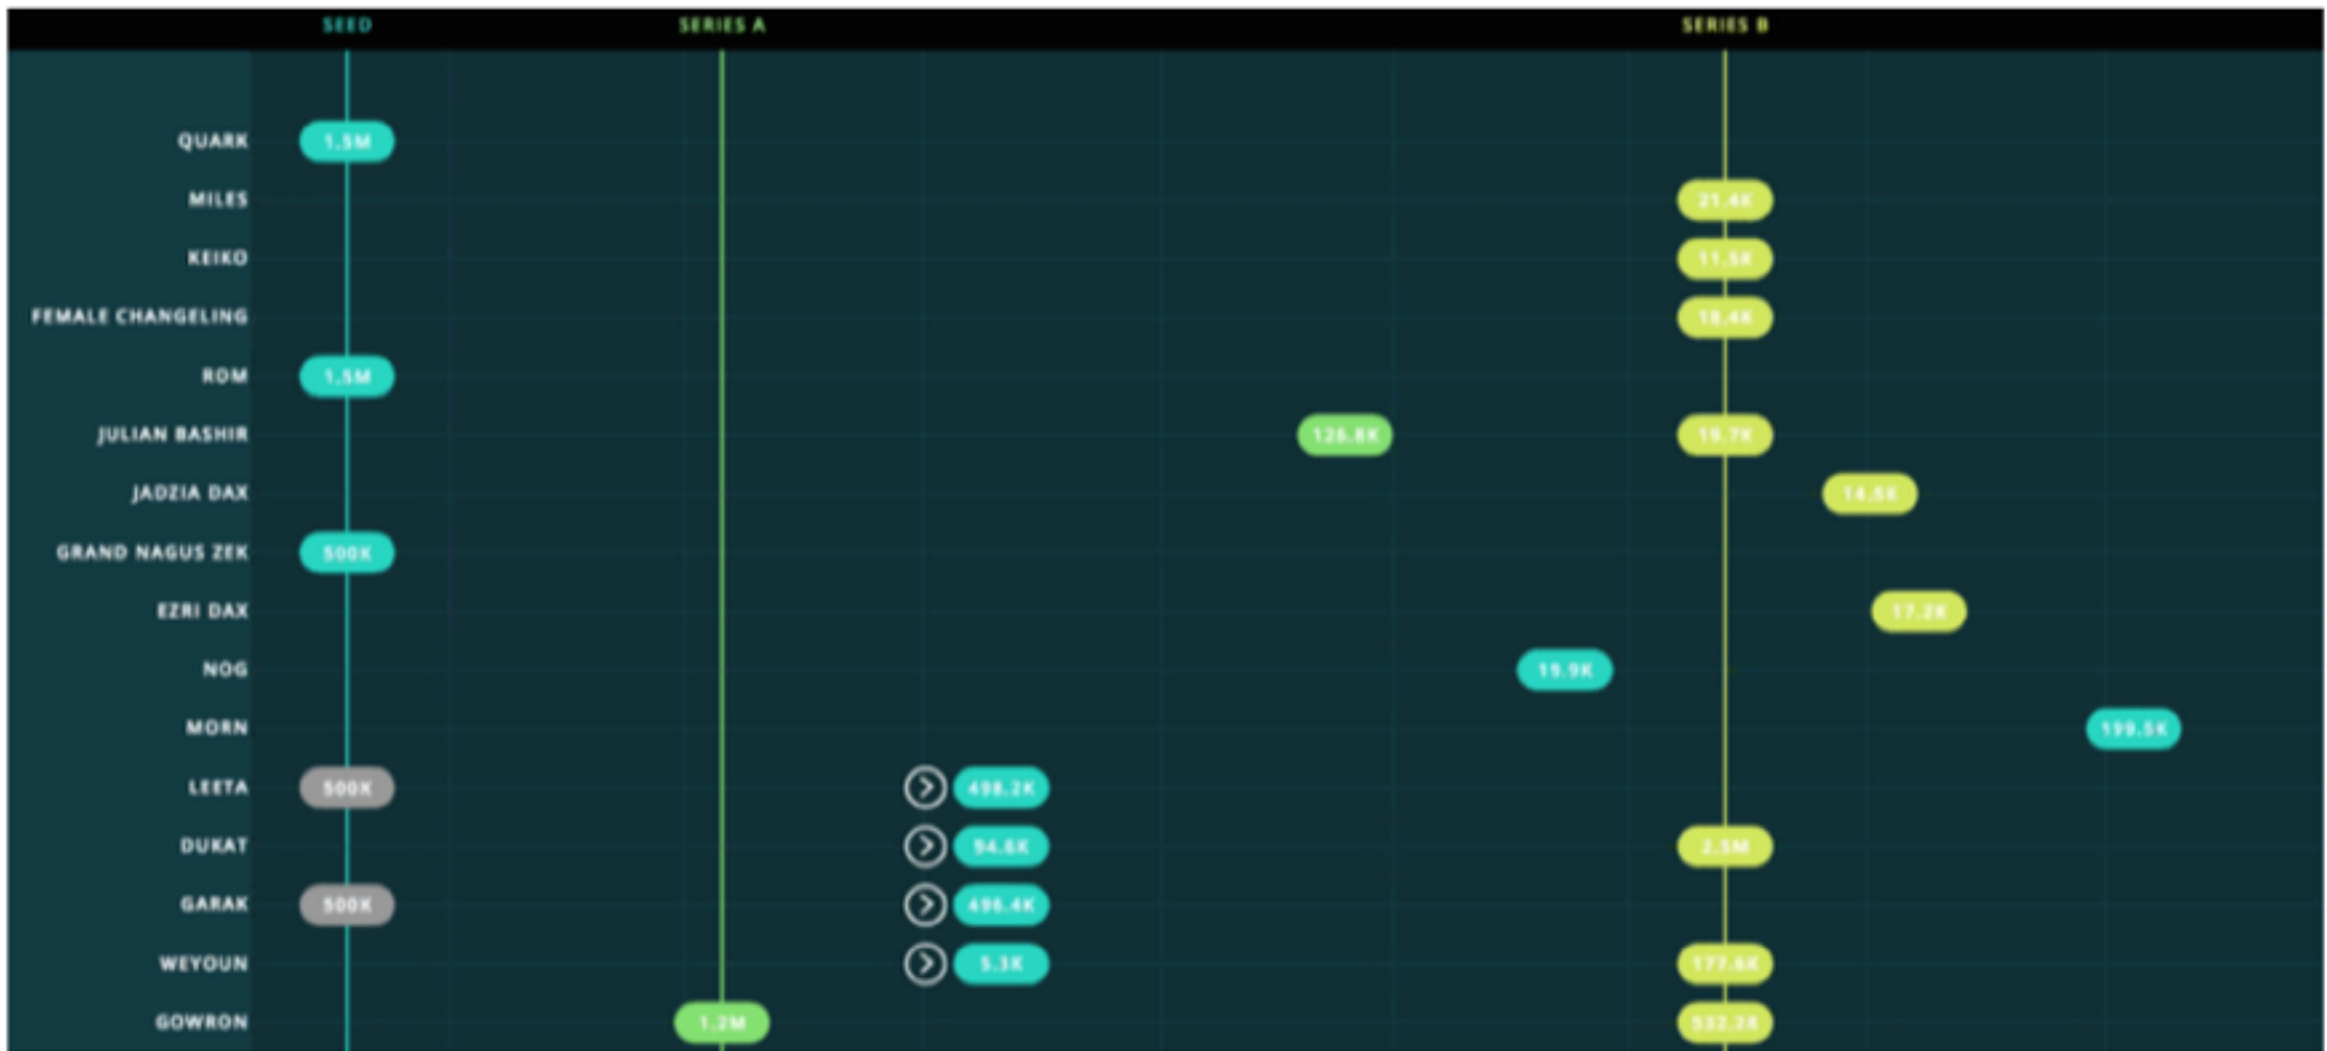 SEED SERIES A SERIES B
QUARK 1.5M
MILES 21.4K
KEIKO 11.5K
FEMALE CHANGELING 18.4K
ROM 1.5M
JULIAN BASHIR 126.8K 19.7K
JADZIA DAX 14.5K
GRAND NAGUS ZEK 500K
EZRI DAX 17.2K
NOG 19.9K
MORN 199.5K
LEETA 500K 498.2K
DUKAT 94.6K 2.5M
GARAK 500K 496.4K
WEYOUN 5.3K 177.6K
GOWRON 1.2M 532.2K